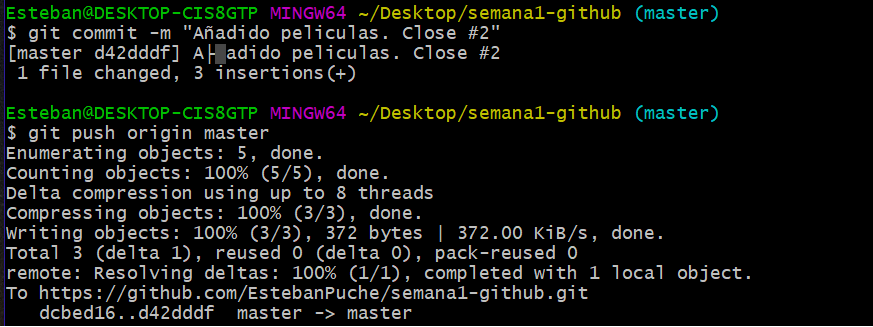 Esteban@DESKTOP-CIS8GTP MINGW64 ~/Desktop/semana1-github (master)
$ git commit -m "Añadido peliculas. Close #2"
[master d42dddf] A├▒adido peliculas. Close #2
 1 file changed, 3 insertions(+)

Esteban@DESKTOP-CIS8GTP MINGW64 ~/Desktop/semana1-github (master)
$ git push origin master
Enumerating objects: 5, done.
Counting objects: 100% (5/5), done.
Delta compression using up to 8 threads
Compressing objects: 100% (3/3), done.
Writing objects: 100% (3/3), 372 bytes | 372.00 KiB/s, done.
Total 3 (delta 1), reused 0 (delta 0), pack-reused 0
remote: Resolving deltas: 100% (1/1), completed with 1 local object.
To https://github.com/EstebanPuche/semana1-github.git
   dcbed16..d42dddf  master -> master